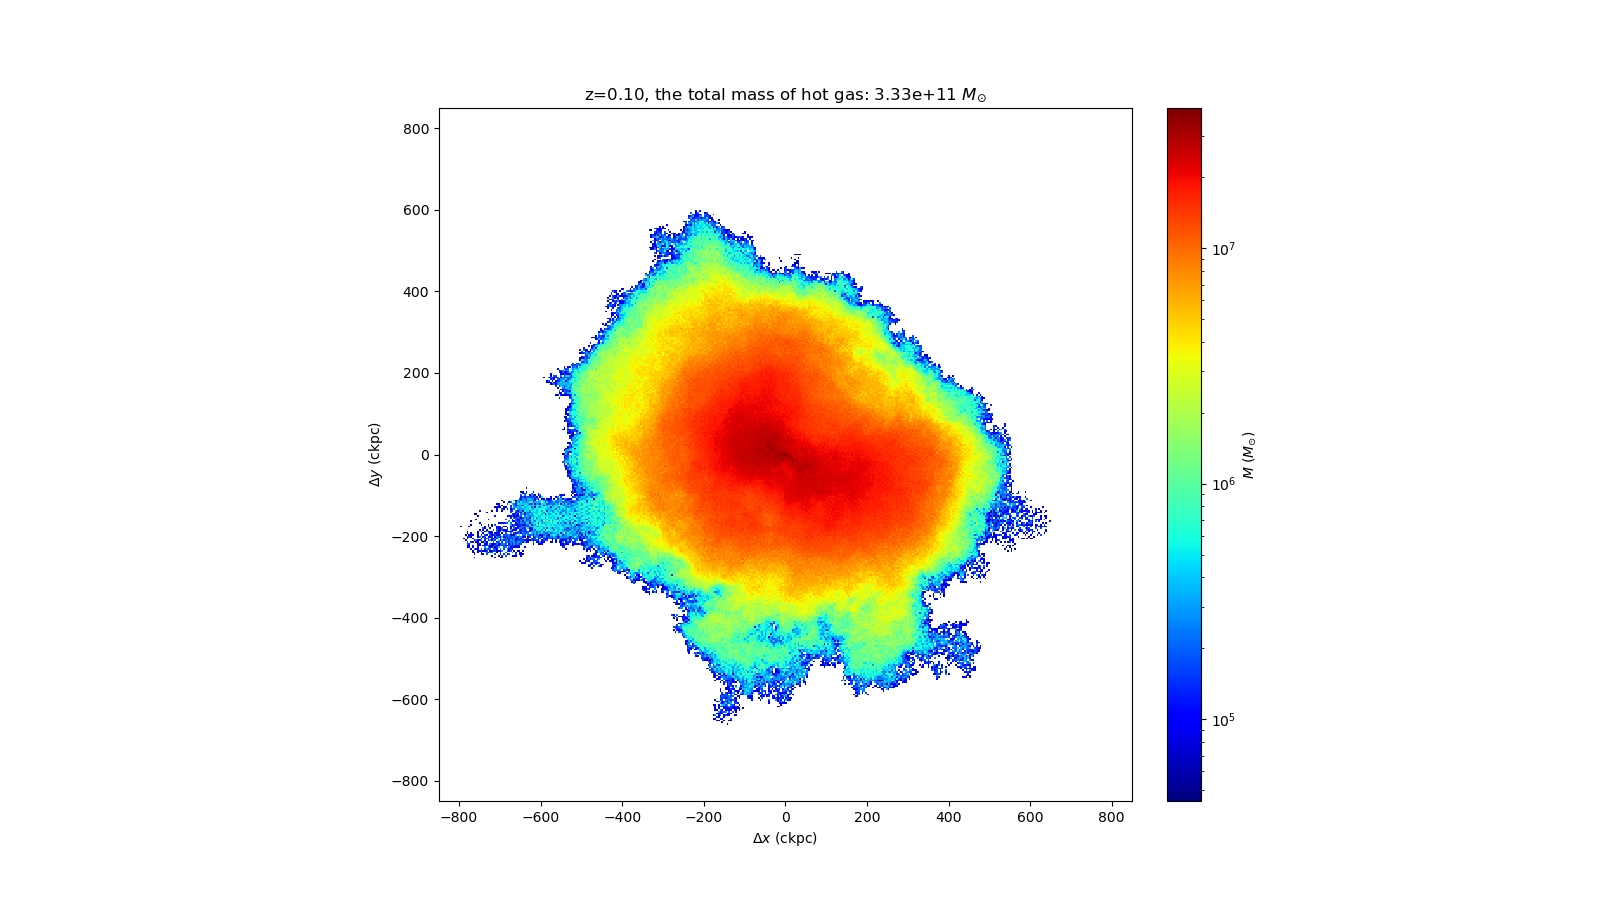 z=0.10, the total mass of hot gas: 3.33e+11 M⊙
800
600
400
200
0
−200
−400
−600
−800
Δy (ckpc)
−800 −600 −400 −200 0 200 400 600 800
Δx (ckpc)
10⁷
10⁶
10⁵
M (M⊙)